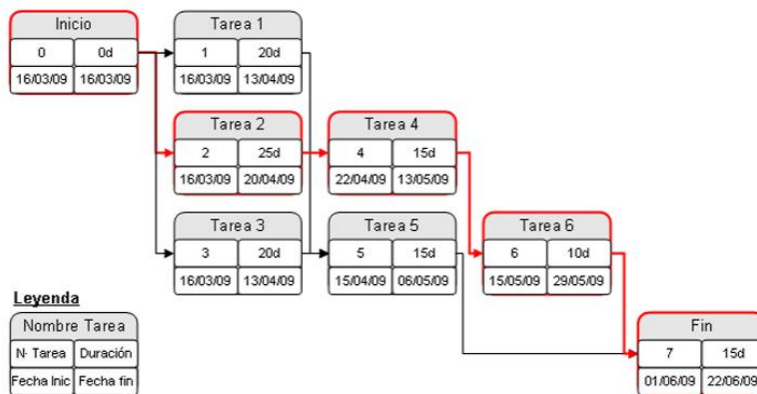 Inicio
0 0d
16/03/09 16/03/09
Tarea 1
1 20d
16/03/09 13/04/09
Tarea 2
2 25d
16/03/09 20/04/09
Tarea 4
4 15d
22/04/09 13/05/09
Tarea 3
3 20d
16/03/09 13/04/09
Tarea 5
5 15d
15/04/09 06/05/09
Tarea 6
6 10d
15/05/09 29/05/09
Leyenda
Nombre Tarea
N· Tarea Duración
Fecha Inic Fecha fin
Fin
7 15d
01/06/09 22/06/09